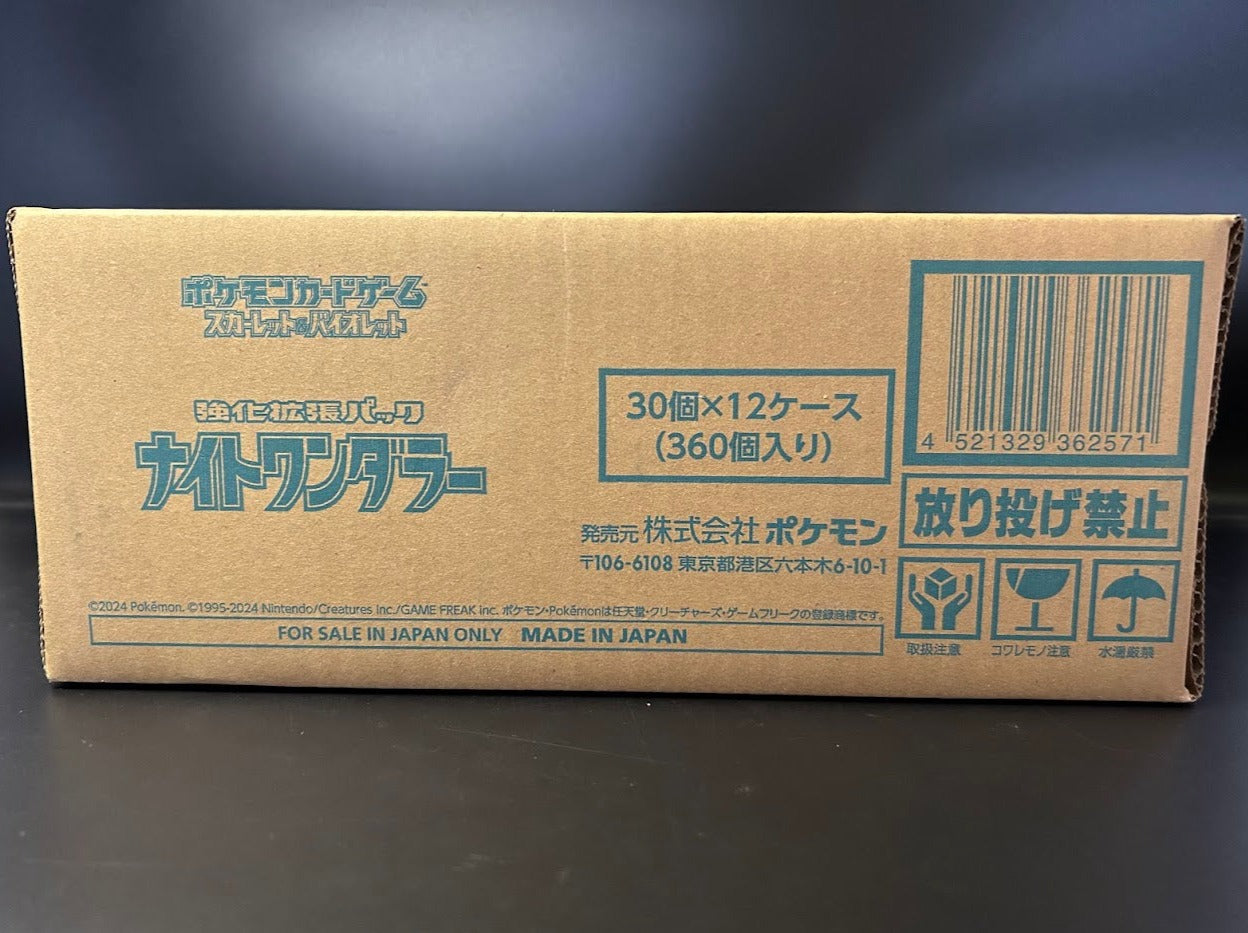 ポケモンカードゲーム
スカーレット&バイオレット
強化拡張パック
ナイトワンダラー
30個×12ケース
(360個入り)
4 521329 362571
発売元 株式会社 ポケモン
〒106-6108 東京都港区六本木6-10-1
放り投げ禁止
取扱注意
コワレモノ注意
水濡厳禁
©2024 Pokémon. ©1995-2024 Nintendo/Creatures Inc./GAME FREAK inc. ポケモン・Pokémonは任天堂・クリーチャーズ・ゲームフリークの登録商標です。
FOR SALE IN JAPAN ONLY MADE IN JAPAN